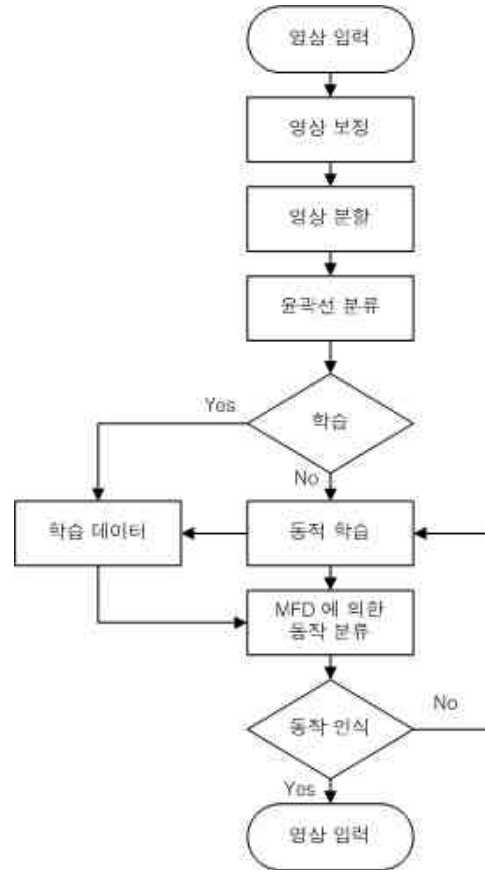 영상 입력
영상 보정
영상 분할
윤곽선 분류
Yes
학습
No
학습 데이터
동적 학습
MFD 에 의한
동작 분류
No
동작 인식
Yes
영상 입력